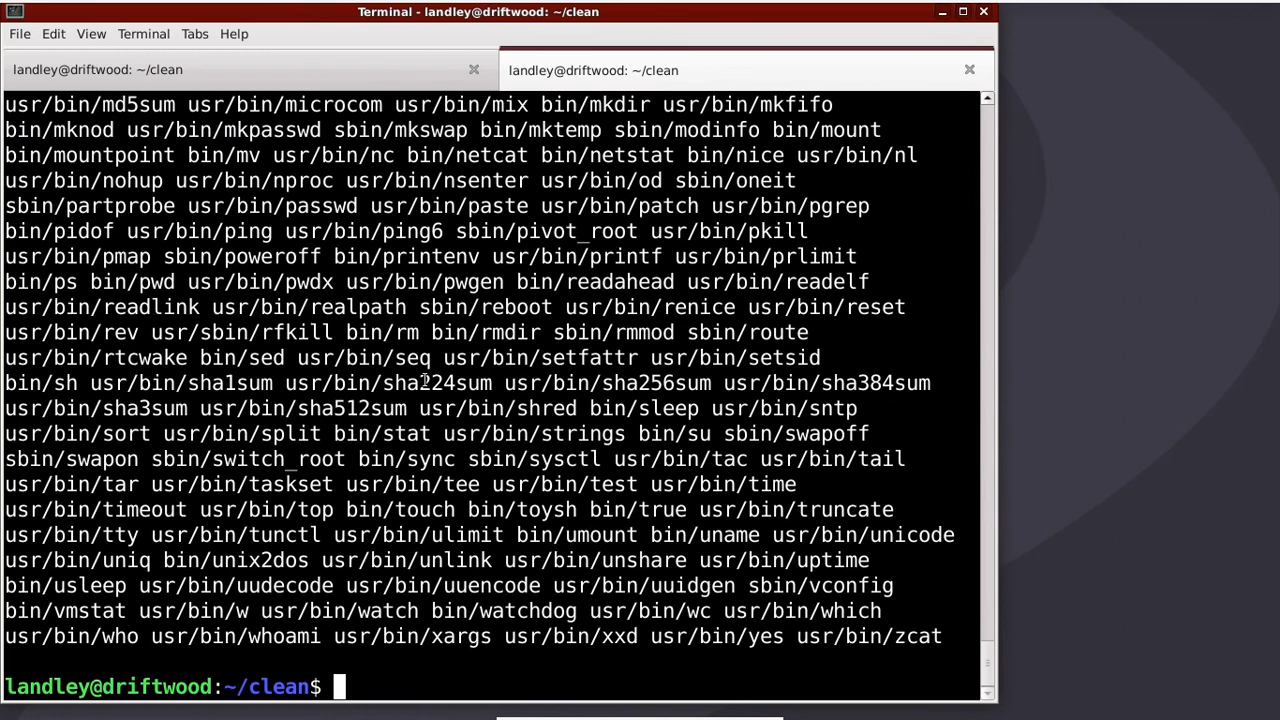 Terminal - landley@driftwood: ~/clean
File Edit View Terminal Tabs Help
landley@driftwood: ~/clean landley@driftwood: ~/clean
usr/bin/md5sum usr/bin/microcom usr/bin/mix bin/mkdir usr/bin/mkfifo
bin/mknod usr/bin/mkpasswd sbin/mkswap bin/mktemp sbin/modinfo bin/mount
bin/mountpoint bin/mv usr/bin/nc bin/netcat bin/netstat bin/nice usr/bin/nl
usr/bin/nohup usr/bin/nproc usr/bin/nsenter usr/bin/od sbin/oneit
sbin/partprobe usr/bin/passwd usr/bin/paste usr/bin/patch usr/bin/pgrep
bin/pidof usr/bin/ping usr/bin/ping6 sbin/pivot_root usr/bin/pkill
usr/bin/pmap sbin/poweroff bin/printenv usr/bin/printf usr/bin/prlimit
bin/ps bin/pwd usr/bin/pwdx usr/bin/pwgen bin/readahead usr/bin/readelf
usr/bin/readlink usr/bin/realpath sbin/reboot usr/bin/renice usr/bin/reset
usr/bin/rev usr/sbin/rfkill bin/rm bin/rmdir sbin/rmmod sbin/route
usr/bin/rtcwake bin/sed usr/bin/seq usr/bin/setfattr usr/bin/setsid
bin/sh usr/bin/sha1sum usr/bin/sha224sum usr/bin/sha256sum usr/bin/sha384sum
usr/bin/sha3sum usr/bin/sha512sum usr/bin/shred bin/sleep usr/bin/sntp
usr/bin/sort usr/bin/split bin/stat usr/bin/strings bin/su sbin/swapoff
sbin/swapon sbin/switch_root bin/sync sbin/sysctl usr/bin/tac usr/bin/tail
usr/bin/tar usr/bin/taskset usr/bin/tee usr/bin/test usr/bin/time
usr/bin/timeout usr/bin/top bin/touch bin/toysh bin/true usr/bin/truncate
usr/bin/tty usr/bin/tunctl usr/bin/ulimit bin/umount bin/uname usr/bin/unicode
usr/bin/uniq bin/unix2dos usr/bin/unlink usr/bin/unshare usr/bin/uptime
bin/usleep usr/bin/uudecode usr/bin/uuencode usr/bin/uuidgen sbin/vconfig
bin/vmstat usr/bin/w usr/bin/watch bin/watchdog usr/bin/wc usr/bin/which
usr/bin/who usr/bin/whoami usr/bin/xargs usr/bin/xxd usr/bin/yes usr/bin/zcat
landley@driftwood:~/clean$